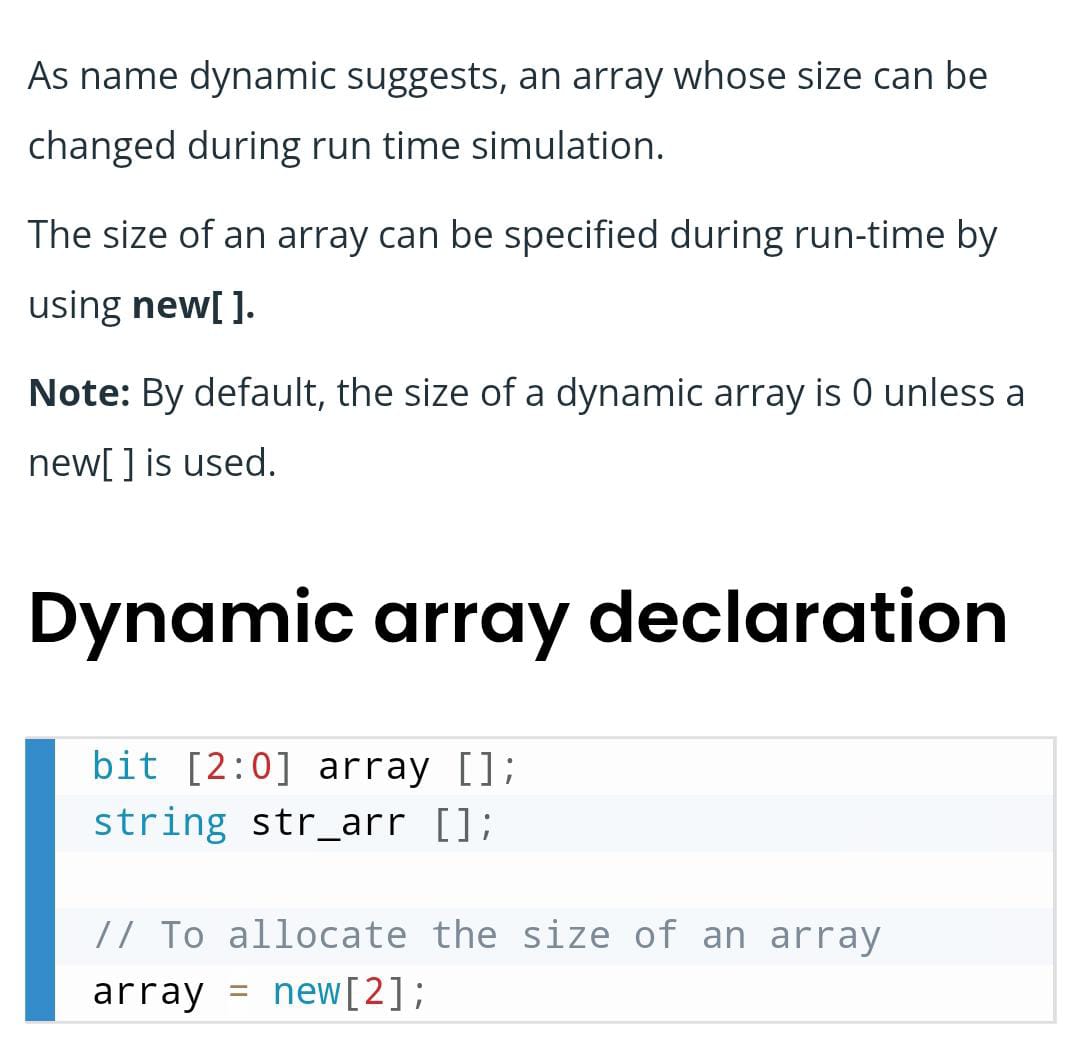 As name dynamic suggests, an array whose size can be
changed during run time simulation.
The size of an array can be specified during run-time by
using new[ ].
Note: By default, the size of a dynamic array is 0 unless a
new[ ] is used.
Dynamic array declaration
bit [2:0] array [];
string str_arr [];
// To allocate the size of an array
array = new[2];